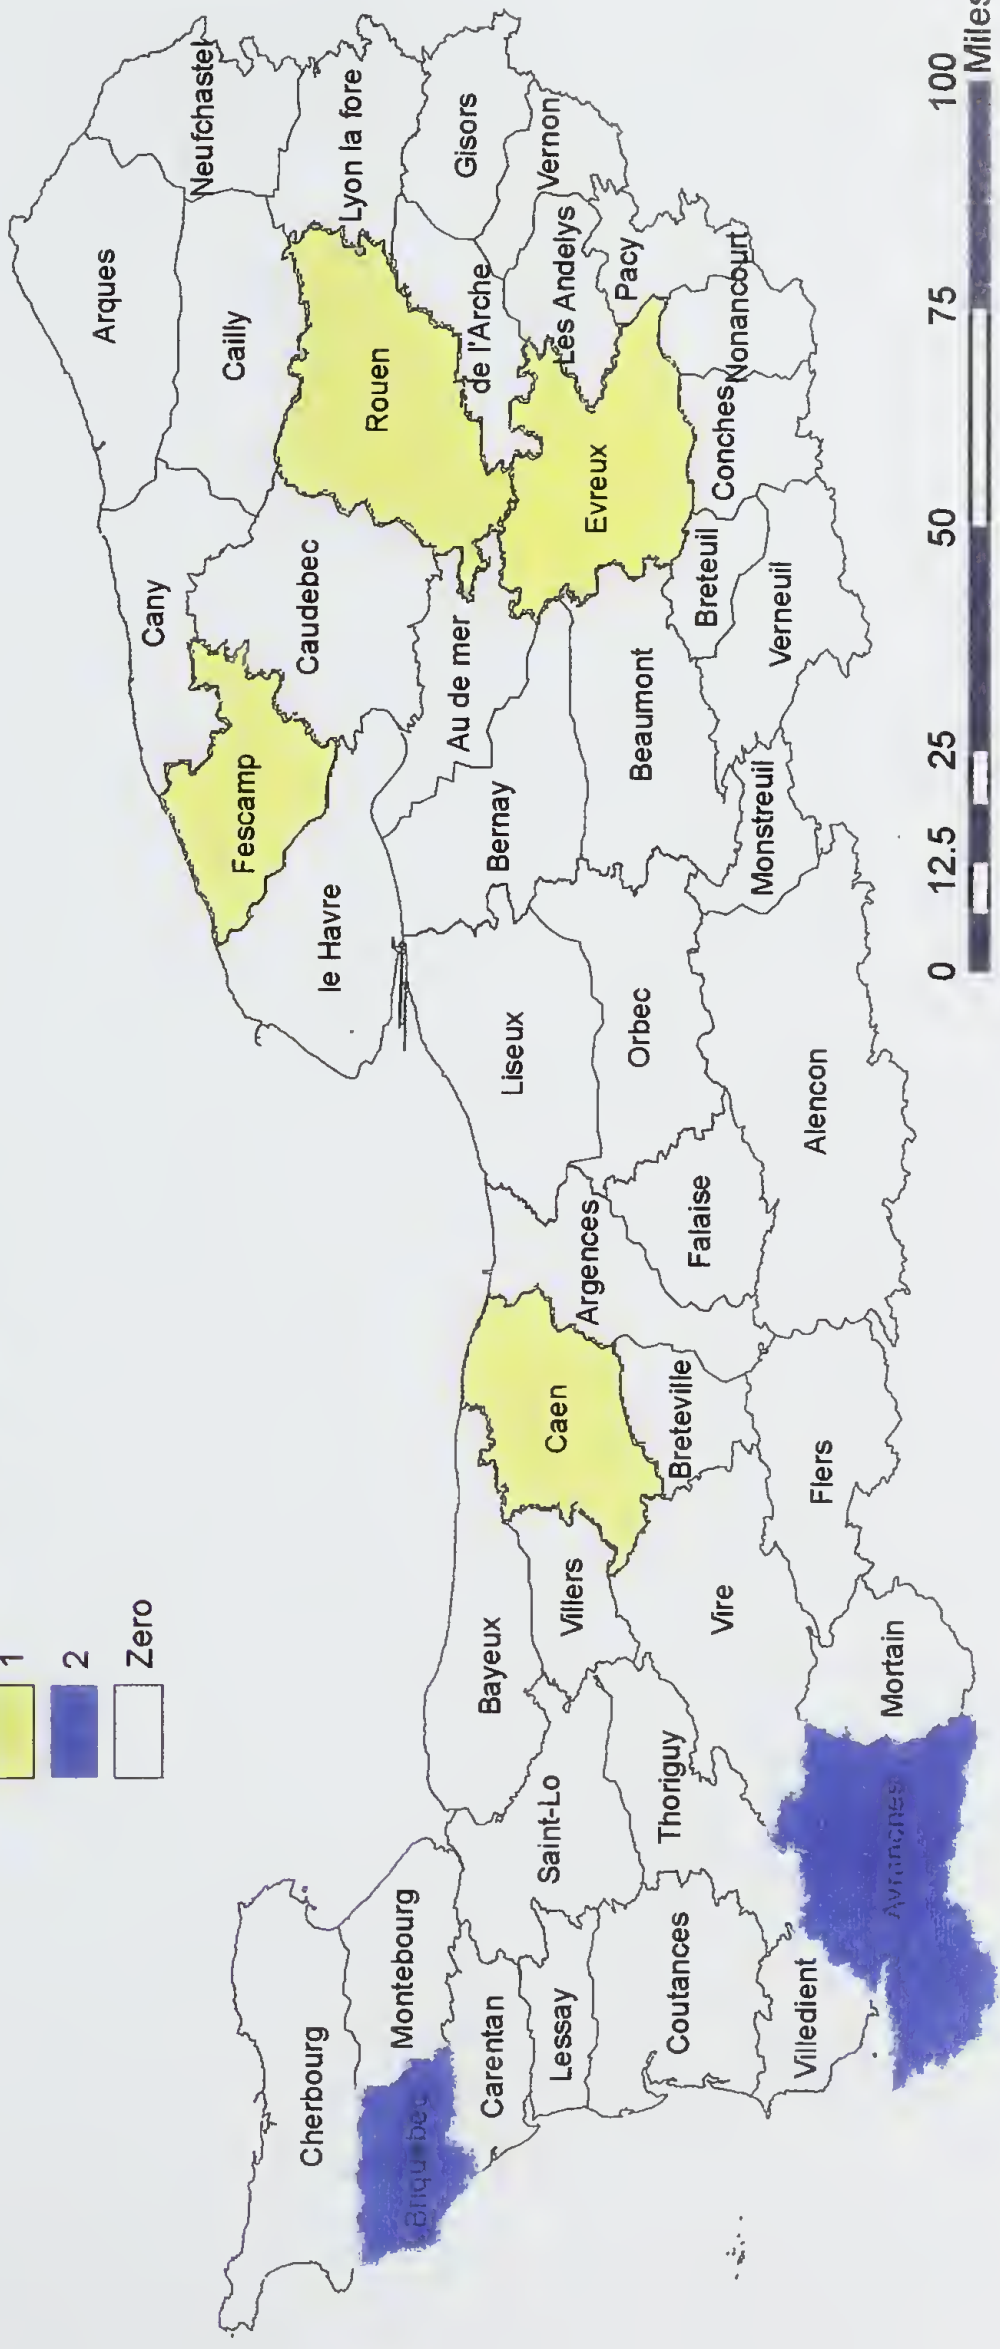 1
2
Zero
Cherbourg
Montebourg
Carentan
Lessay
Saint-Lo
Coutances
Villedient
Thoriguy
Bayeux
Villers
Vire
Mortain
Caen
Breteville
Flers
Argences
Falaise
Alencon
Liseux
Orbec
le Havre
Fescamp
Cany
Caudebec
Au de mer
Bernay
Beaumont
Monstreuil
Breteuil
Verneuil
Arques
Cailly
Rouen
de l'Arche
Evreux
Conches
Nonancourt
Neufchastel
Lyon la fore
Gisors
Vernon
Les Andelys
Pacy
0 12.5 25 50 75 100
Miles